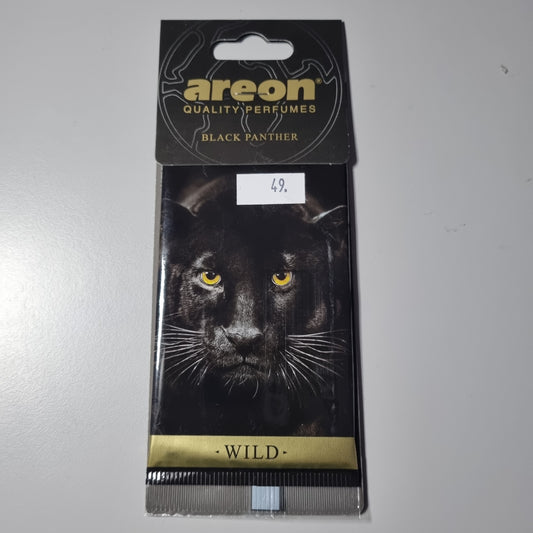 areon®
QUALITY PERFUMES
BLACK PANTHER
49.
· WILD ·